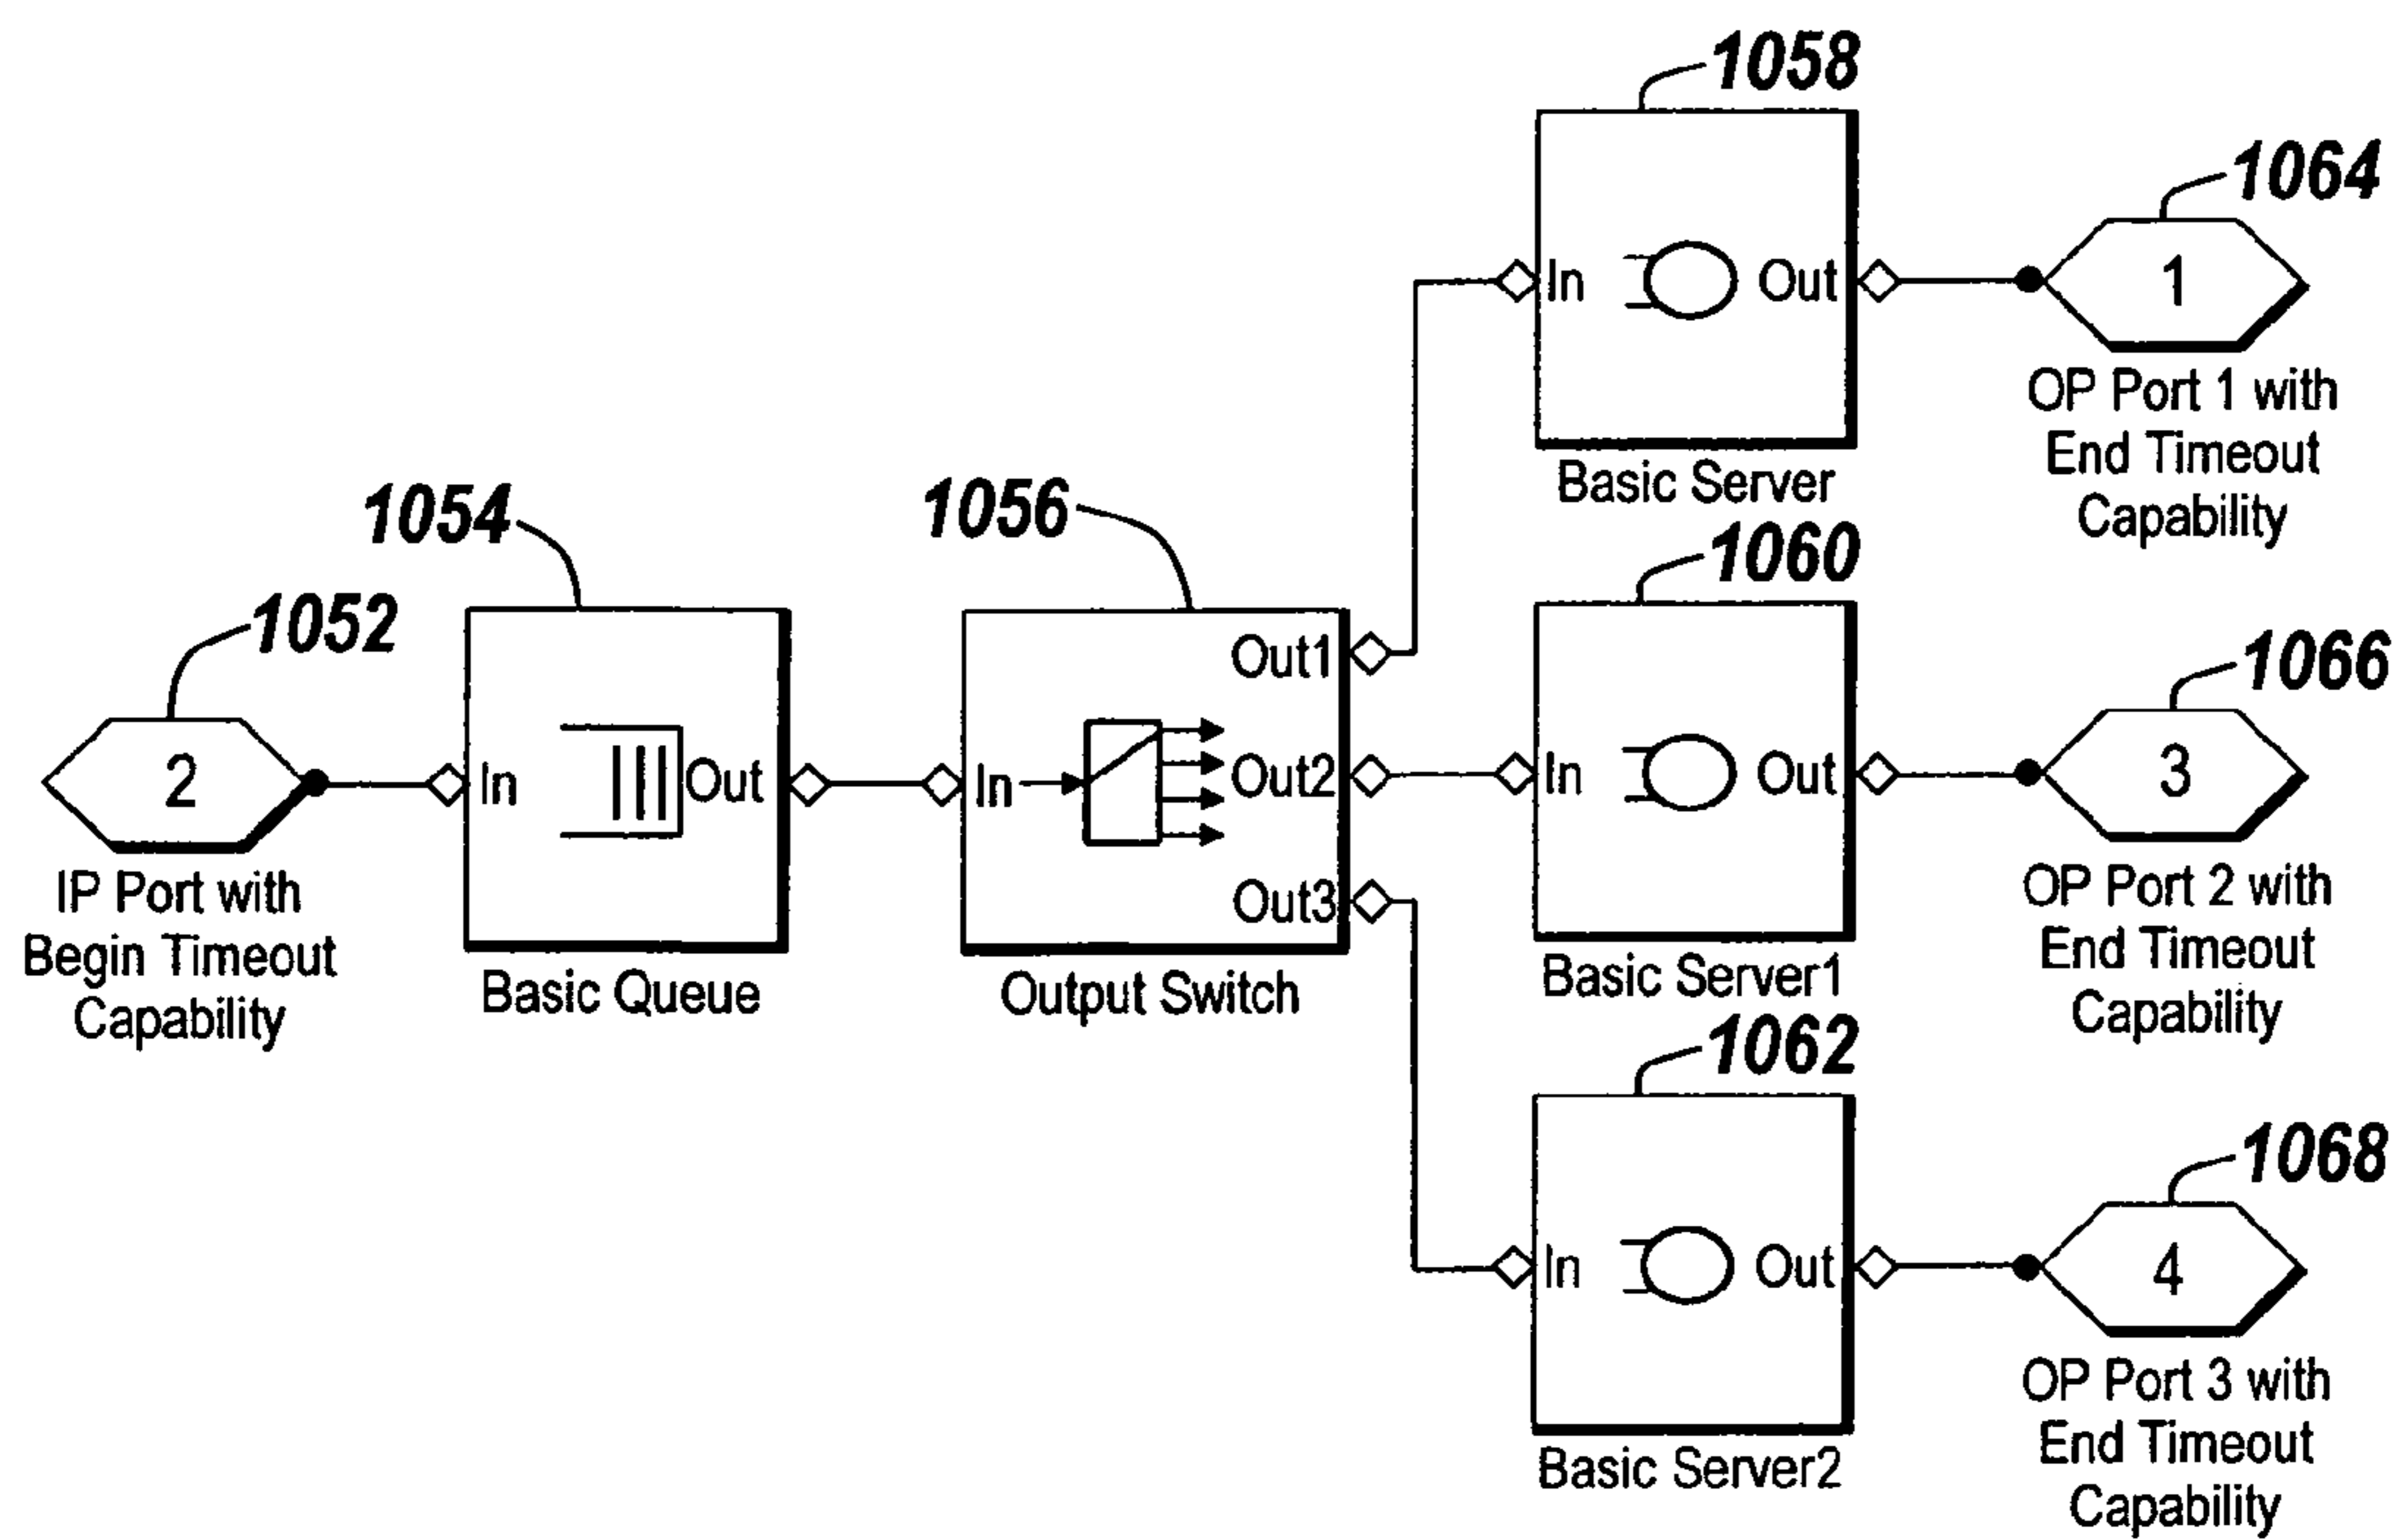 1058
1064
In
Out
1
OP Port 1 with
End Timeout
Capability
Basic Server
1054
1056
1060
1052
1066
2
In
Out
In
Out1
Out2
Out3
In
Out
3
IP Port with
Begin Timeout
Capability
Basic Queue
Output Switch
Basic Server1
OP Port 2 with
End Timeout
Capability
1062
1068
In
Out
4
Basic Server2
OP Port 3 with
End Timeout
Capability